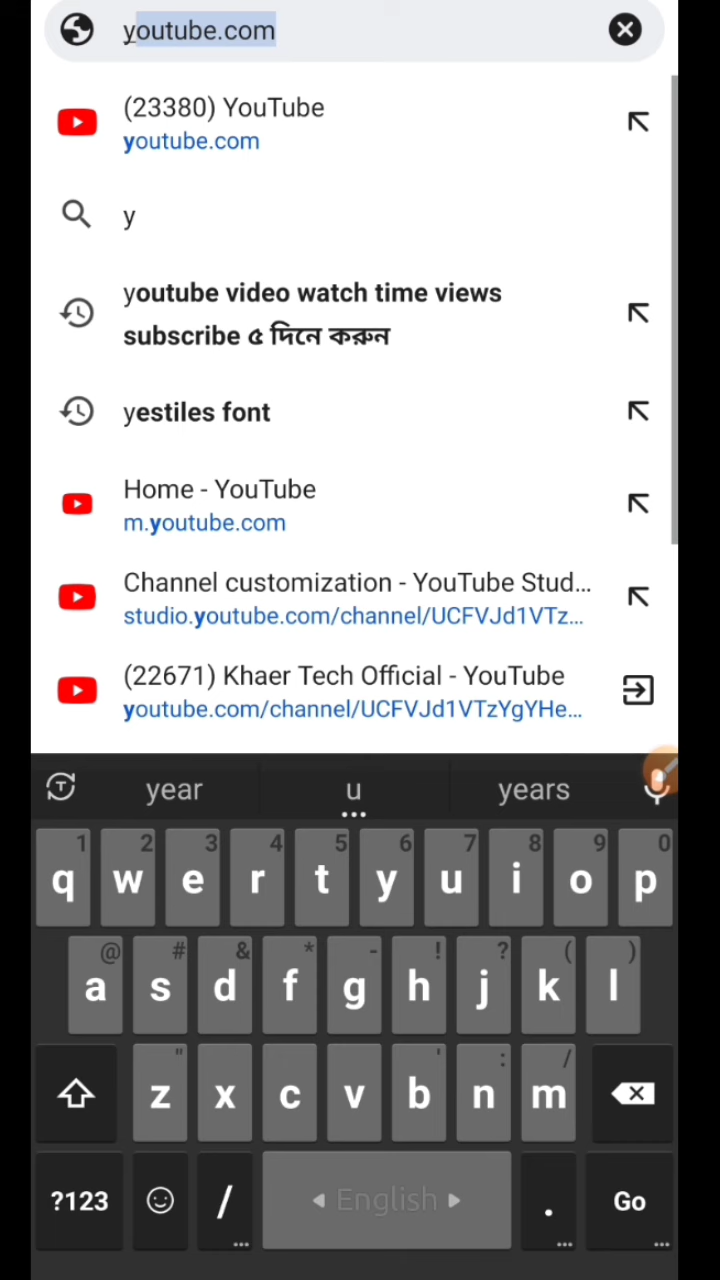 youtube.com
(23380) YouTube
youtube.com
y
youtube video watch time views
subscribe ৫ দিনে করুন
yestiles font
Home - YouTube
m.youtube.com
Channel customization - YouTube Stud...
studio.youtube.com/channel/UCFVJd1VTz...
(22671) Khaer Tech Official - YouTube
youtube.com/channel/UCFVJd1VTzYgYHe...
T year u years
1 2 3 4 5 6 7 8 9 0
q w e r t y u i o p
@ # & * - ! ? ( )
a s d f g h j k l
" ' : /
z x c v b n m
?123 / English . Go